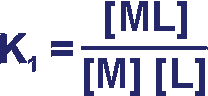 [ML]
K₁ =
[M] [L]